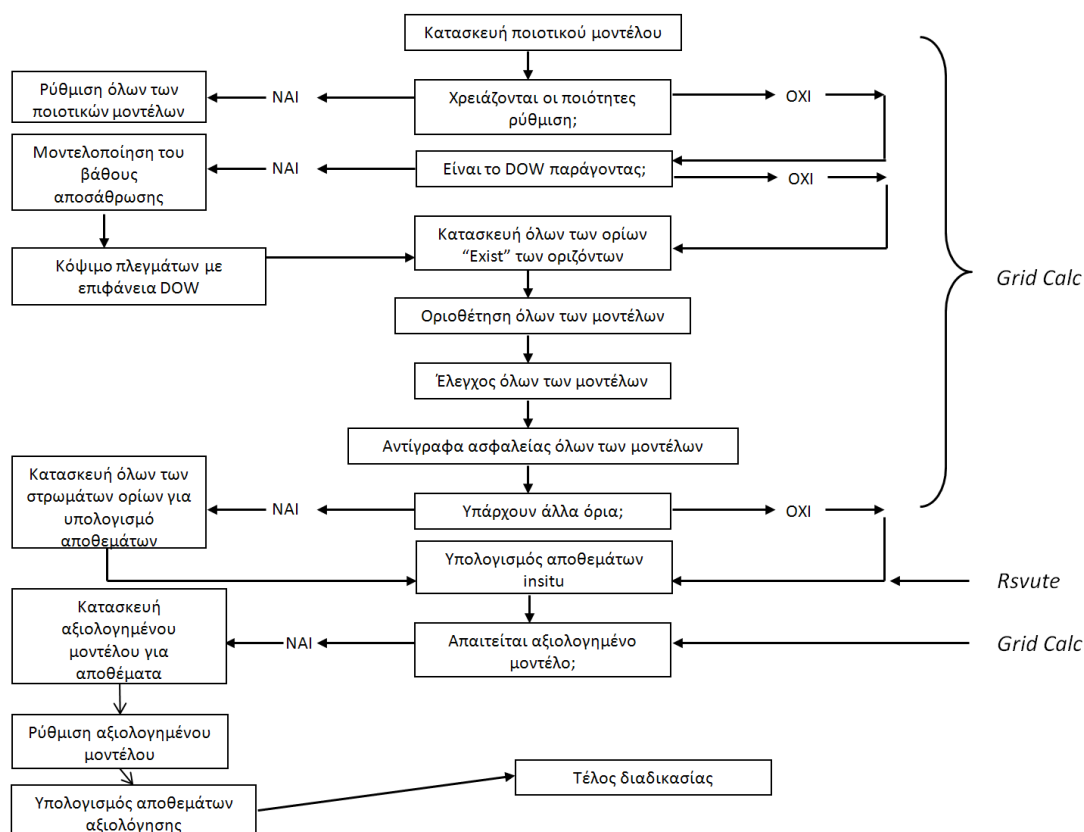 Κατασκευή ποιοτικού μοντέλου
Ρύθμιση όλων των
ποιοτικών μοντέλων
ΝΑΙ
Χρειάζονται οι ποιότητες
ρύθμιση;
ΟΧΙ
Μοντελοποίηση του
βάθους
αποσάθρωσης
ΝΑΙ
Είναι το DOW παράγοντας;
ΟΧΙ
Κόψιμο πλεγμάτων με
επιφάνεια DOW
Κατασκευή όλων των ορίων
“Exist” των οριζόντων
Grid Calc
Οριοθέτηση όλων των μοντέλων
Έλεγχος όλων των μοντέλων
Αντίγραφα ασφαλείας όλων των μοντέλων
Κατασκευή όλων των
στρωμάτων ορίων για
υπολογισμό
αποθεμάτων
ΝΑΙ
Υπάρχουν άλλα όρια;
ΟΧΙ
Υπολογισμός αποθεμάτων
insitu
Rsvute
Κατασκευή
αξιολογημένου
μοντέλου για
αποθέματα
ΝΑΙ
Απαιτείται αξιολογημένο
μοντέλο;
Grid Calc
Ρύθμιση αξιολογημένου
μοντέλου
Υπολογισμός αποθεμάτων
αξιολόγησης
Τέλος διαδικασίας